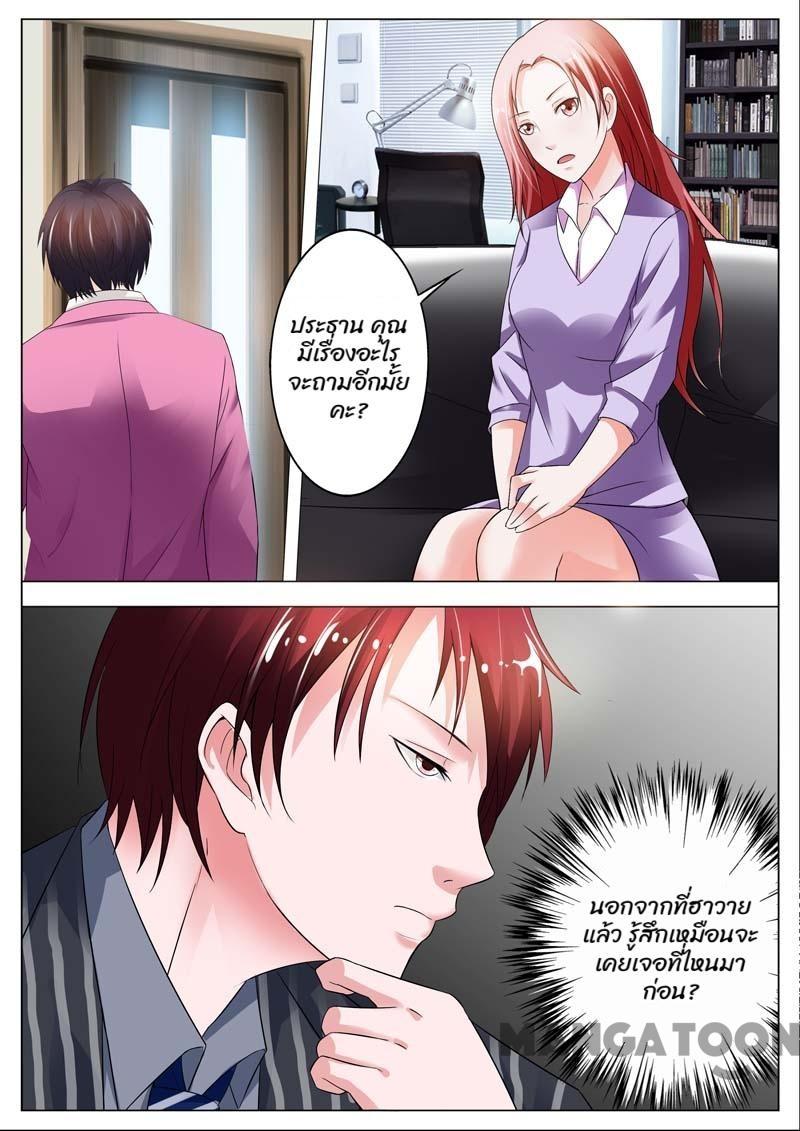 ประธาน คุณ
มีเรื่องอะไร
จะถามอีกมั้ย
คะ?
นอกจากที่ฮาวาย
แล้ว รู้สึกเหมือนจะ
เคยเจอที่ไหนมา
ก่อน?
MANGATOON